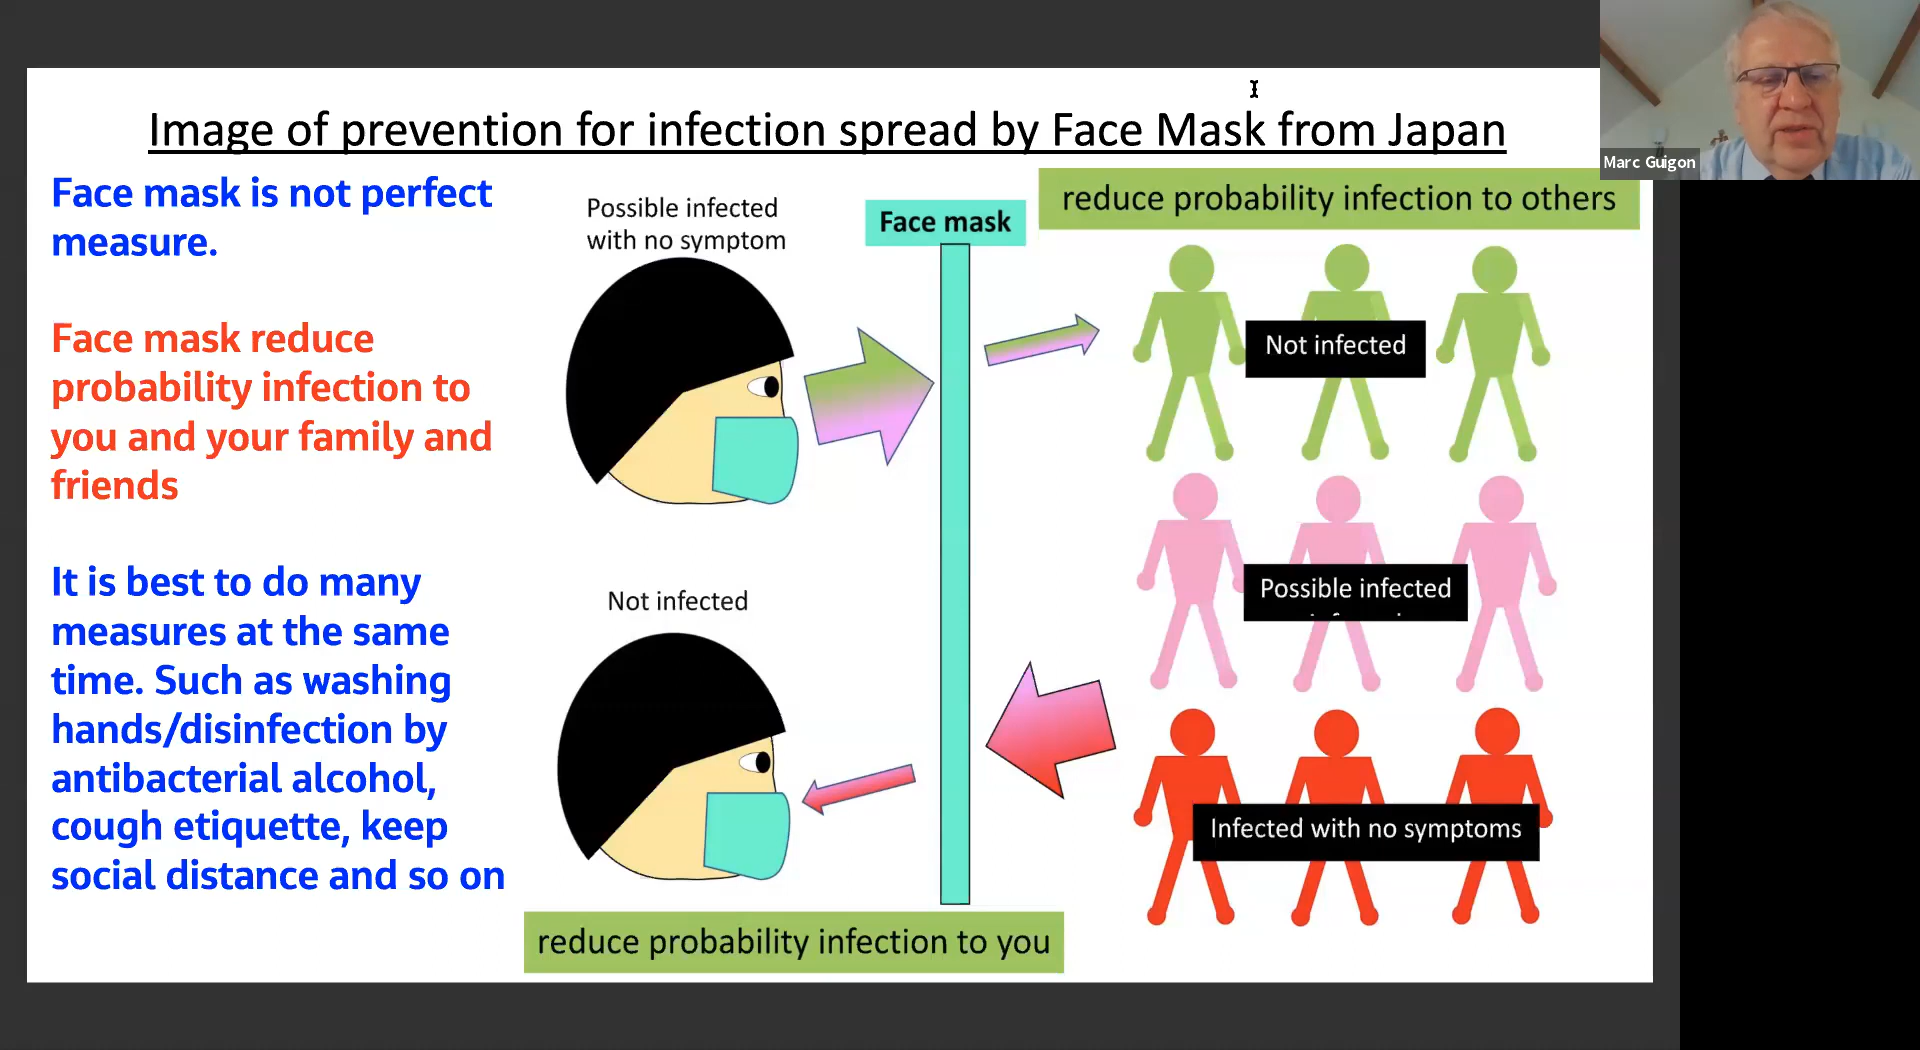 Image of prevention for infection spread by Face Mask from Japan
Marc Guigon
Face mask is not perfect
measure.
Face mask reduce
probability infection to
you and your family and
friends
It is best to do many
measures at the same
time. Such as washing
hands/disinfection by
antibacterial alcohol,
cough etiquette, keep
social distance and so on
Possible infected
with no symptom
Face mask
reduce probability infection to others
Not infected
Possible infected
Not infected
Infected with no symptoms
reduce probability infection to you